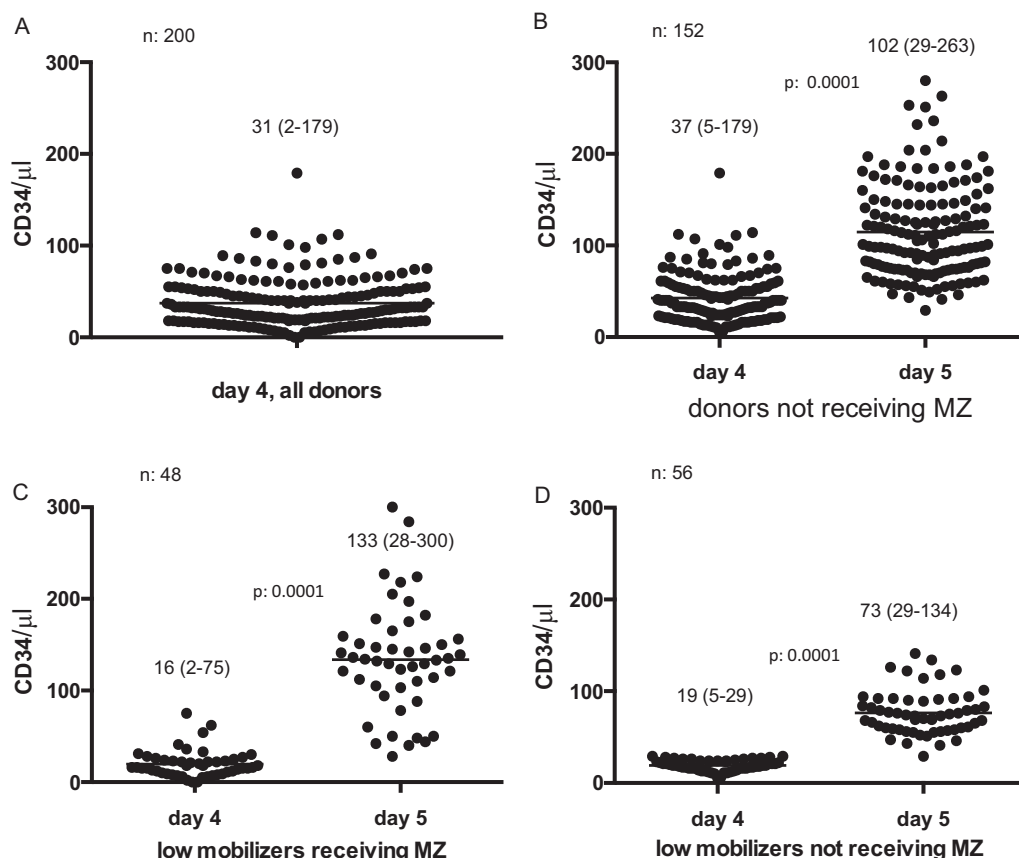 A
n: 200
300
200
100
0
CD34/µl
31 (2-179)
day 4, all donors
B
n: 152
300
200
100
0
CD34/µl
37 (5-179)
p: 0.0001
102 (29-263)
day 4
day 5
donors not receiving MZ
C
n: 48
300
200
100
0
CD34/µl
16 (2-75)
p: 0.0001
133 (28-300)
day 4
day 5
low mobilizers receiving MZ
D
n: 56
300
200
100
0
CD34/µl
19 (5-29)
p: 0.0001
73 (29-134)
day 4
day 5
low mobilizers not receiving MZ